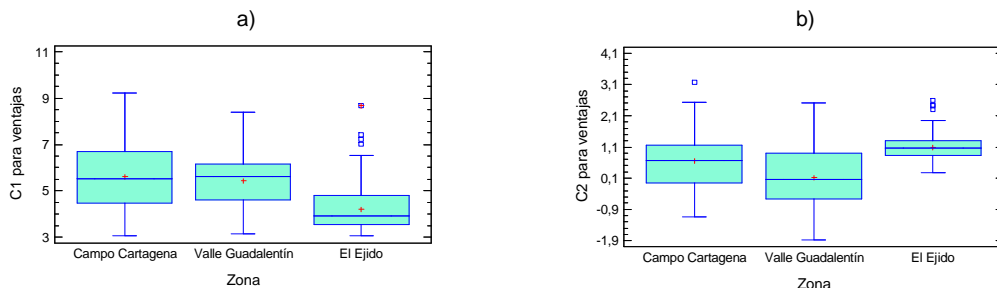 a)
C1 para ventajas
11
9
7
5
3
Campo Cartagena Valle Guadalentín El Ejido
Zona
b)
C2 para ventajas
4,1
3,1
2,1
1,1
0,1
-0,9
-1,9
Campo Cartagena Valle Guadalentín El Ejido
Zona